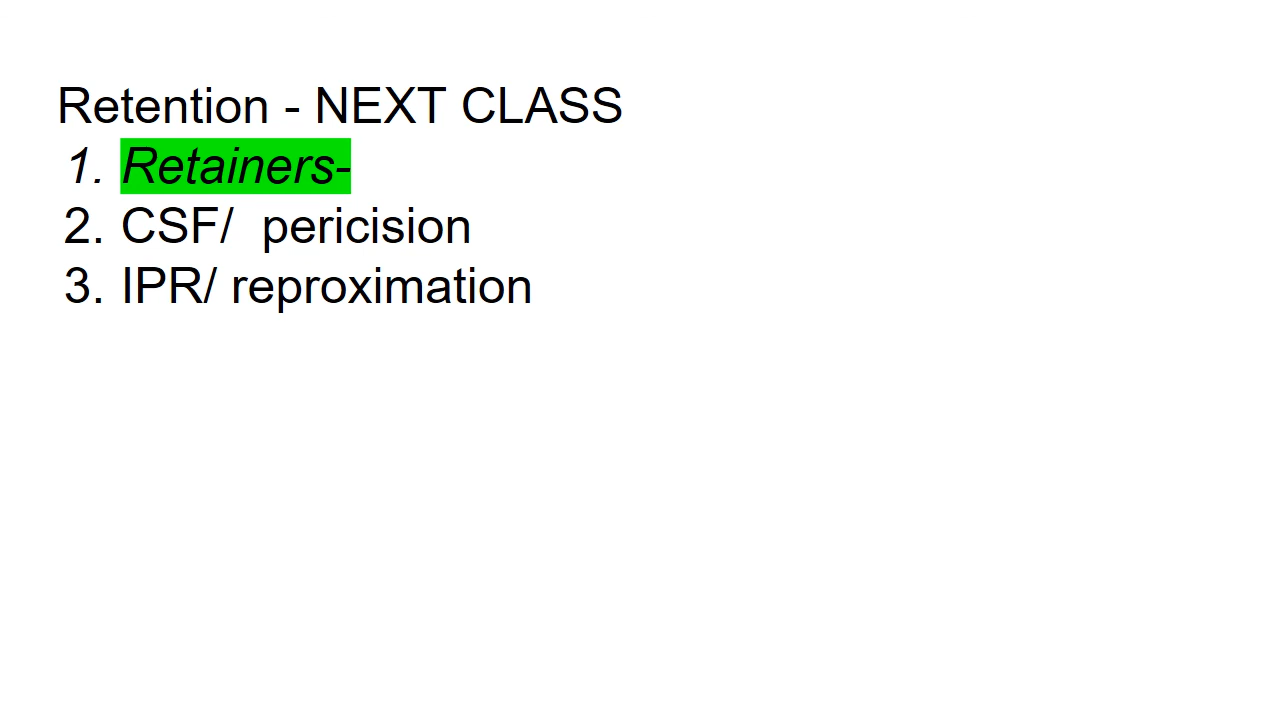 Retention - NEXT CLASS
1. Retainers-
2. CSF/  pericision
3. IPR/ reproximation